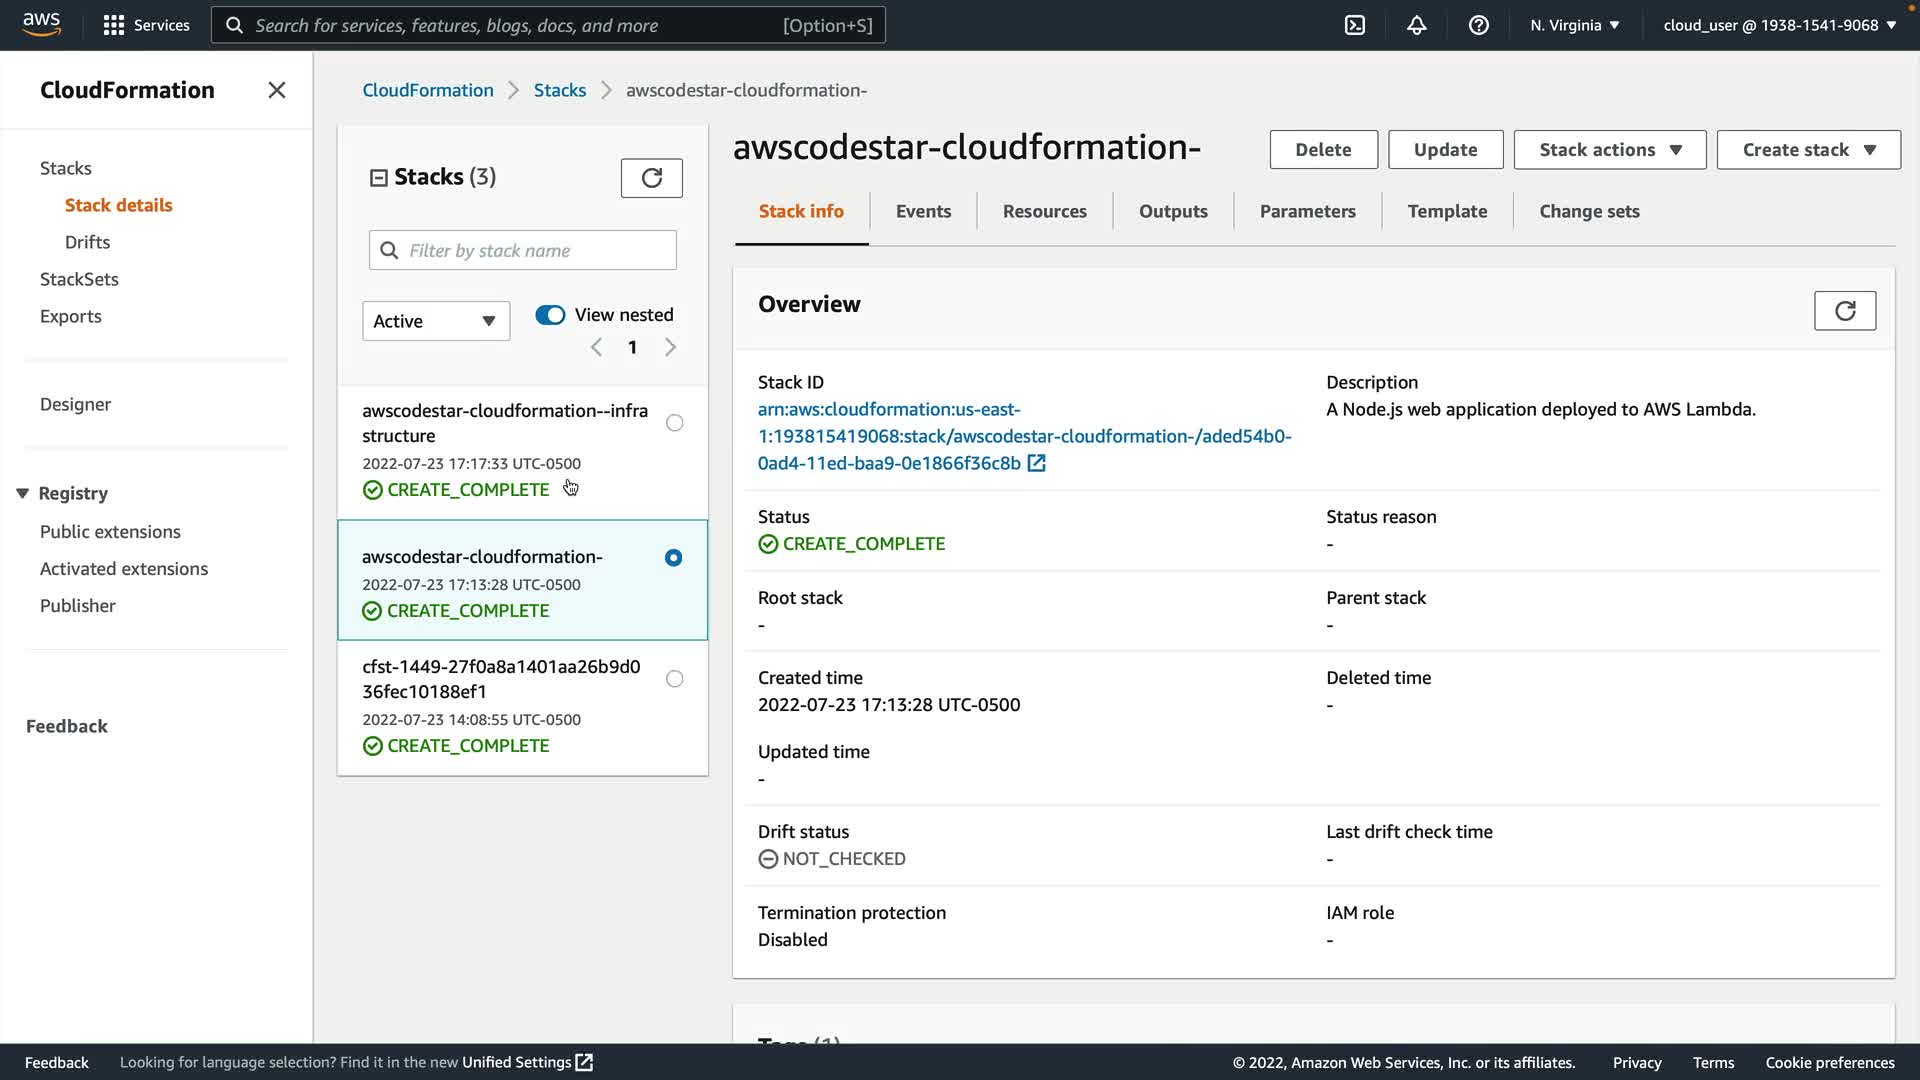 aws
Services
Search for services, features, blogs, docs, and more
[Option+S]
N. Virginia
cloud_user @ 1938-1541-9068
CloudFormation
Stacks
Stack details
Drifts
StackSets
Exports
Designer
Registry
Public extensions
Activated extensions
Publisher
Feedback
CloudFormation
Stacks
awscodestar-cloudformation-
Stacks (3)
Filter by stack name
Active
View nested
1
awscodestar-cloudformation--infra
structure
2022-07-23 17:17:33 UTC-0500
CREATE_COMPLETE
awscodestar-cloudformation-
2022-07-23 17:13:28 UTC-0500
CREATE_COMPLETE
cfst-1449-27f0a8a1401aa26b9d0
36fec10188ef1
2022-07-23 14:08:55 UTC-0500
CREATE_COMPLETE
awscodestar-cloudformation-
Delete
Update
Stack actions
Create stack
Stack info
Events
Resources
Outputs
Parameters
Template
Change sets
Overview
Stack ID
arn:aws:cloudformation:us-east-
1:193815419068:stack/awscodestar-cloudformation-/aded54b0-
0ad4-11ed-baa9-0e1866f36c8b
Description
A Node.js web application deployed to AWS Lambda.
Status
CREATE_COMPLETE
Status reason
-
Root stack
-
Parent stack
-
Created time
2022-07-23 17:13:28 UTC-0500
Deleted time
-
Updated time
-
Drift status
NOT_CHECKED
Last drift check time
-
Termination protection
Disabled
IAM role
-
Tags (1)
Feedback
Looking for language selection? Find it in the new Unified Settings
© 2022, Amazon Web Services, Inc. or its affiliates.
Privacy
Terms
Cookie preferences